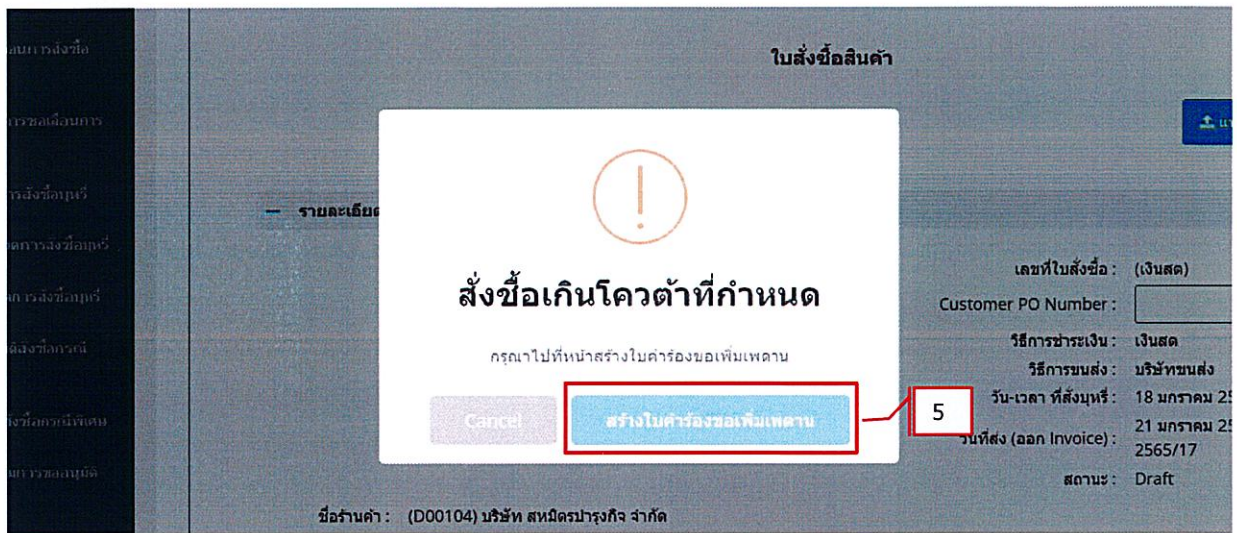 ใบสั่งซื้อสินค้า
รายละเอียด
สั่งซื้อเกินโควต้าที่กำหนด
กรุณาไปที่หน้าสร้างใบคำร้องขอเพิ่มเพดาน
Cancel
สร้างใบคำร้องขอเพิ่มเพดาน
5
เลขที่ใบสั่งซื้อ : (เงินสด)
Customer PO Number :
วิธีการชำระเงิน : เงินสด
วิธีการขนส่ง : บริษัทขนส่ง
วัน-เวลา ที่สั่งบุหรี่ : 18 มกราคม 25
วันที่ส่ง (ออก Invoice) : 21 มกราคม 25
2565/17
สถานะ : Draft
ชื่อร้านค้า : (D00104) บริษัท สหมิตรบำรุงกิจ จำกัด